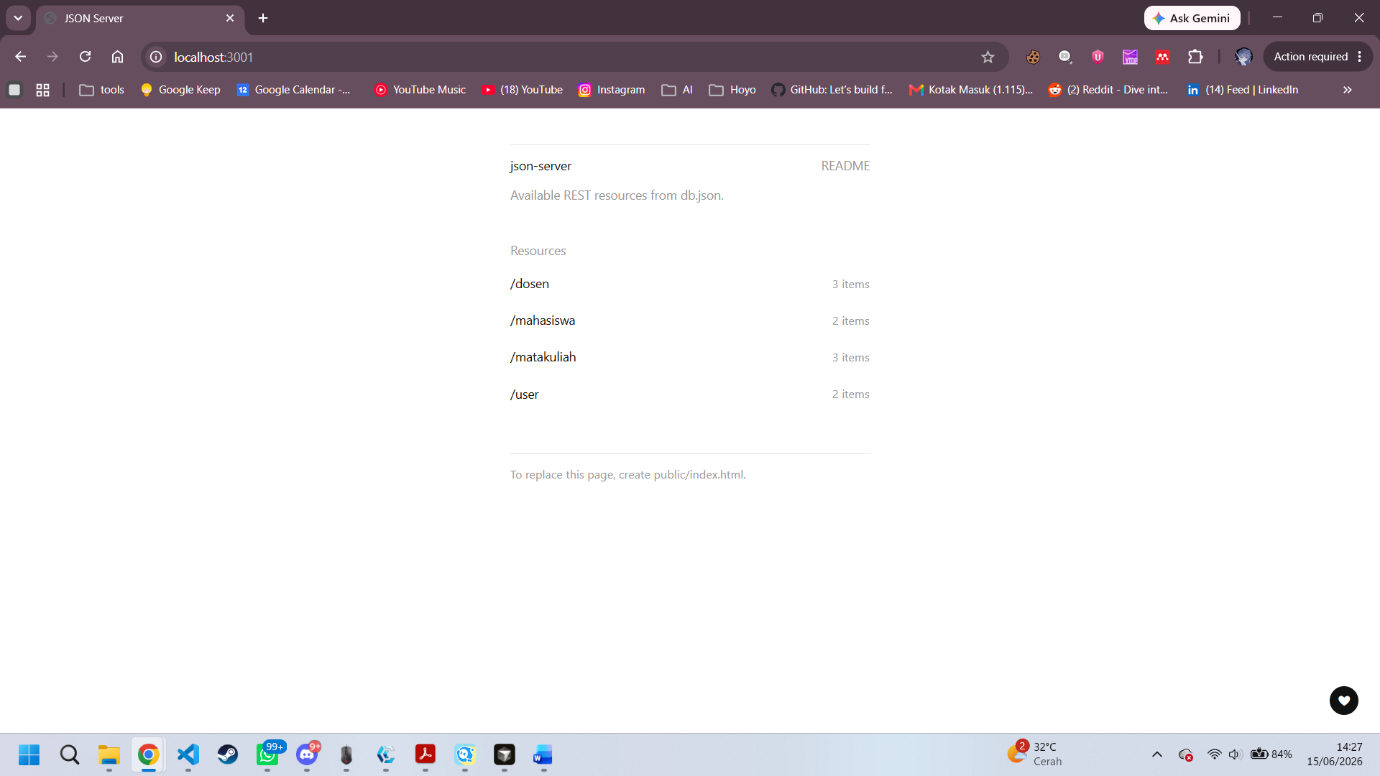 JSON Server
Ask Gemini
localhost:3001
Action required
tools
Google Keep
12
Google Calendar -...
YouTube Music
(18) YouTube
Instagram
AI
Hoyo
GitHub: Let's build f...
Kotak Masuk (1.115)...
(2) Reddit - Dive int...
in
(14) Feed | LinkedIn
json-server README
Available REST resources from db.json.
Resources
/dosen 3 items
/mahasiswa 2 items
/matakuliah 3 items
/user 2 items
To replace this page, create public/index.html.
99+
9+
2
32°C
Cerah
84%
14:27
15/06/2026